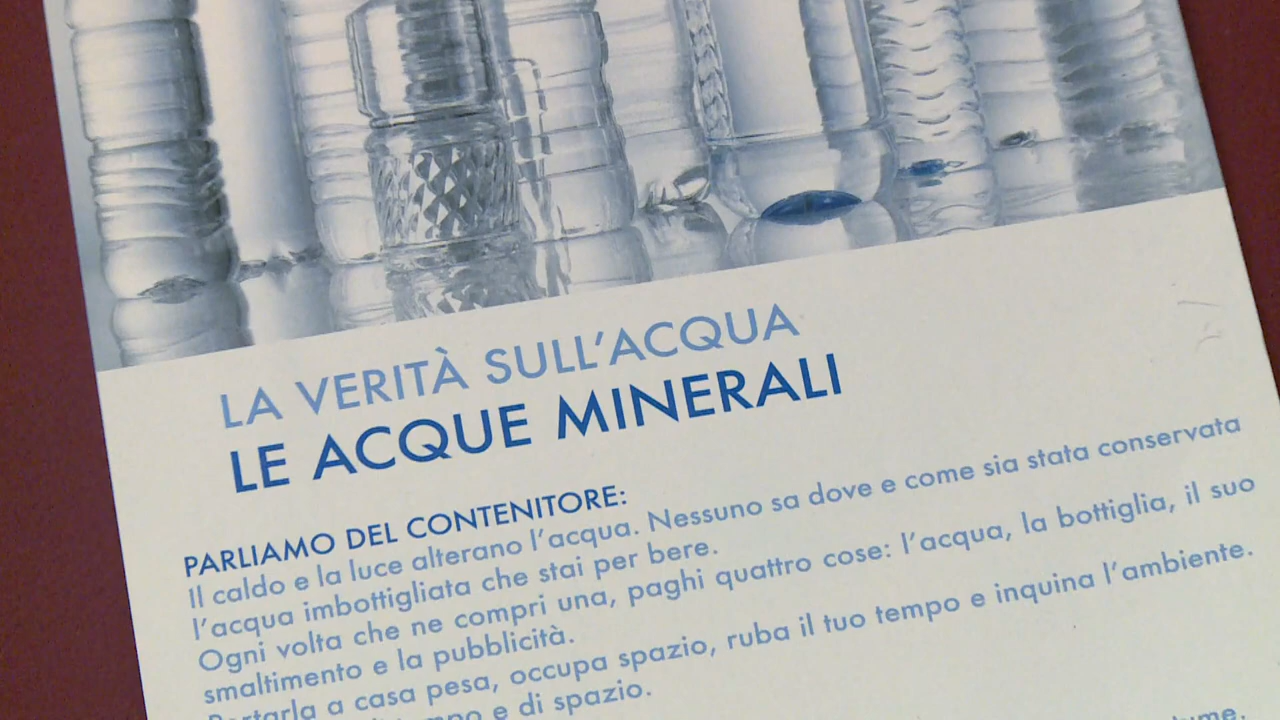 LA VERITÀ SULL'ACQUA
LE ACQUE MINERALI
PARLIAMO DEL CONTENITORE:
Il caldo e la luce alterano l'acqua. Nessuno sa dove e come sia stata conservata
l'acqua imbottigliata che stai per bere.
Ogni volta che ne compri una, paghi quattro cose: l'acqua, la bottiglia, il suo
smaltimento e la pubblicità.
Portarla a casa pesa, occupa spazio, ruba il tuo tempo e inquina l'ambiente.
e di spazio.